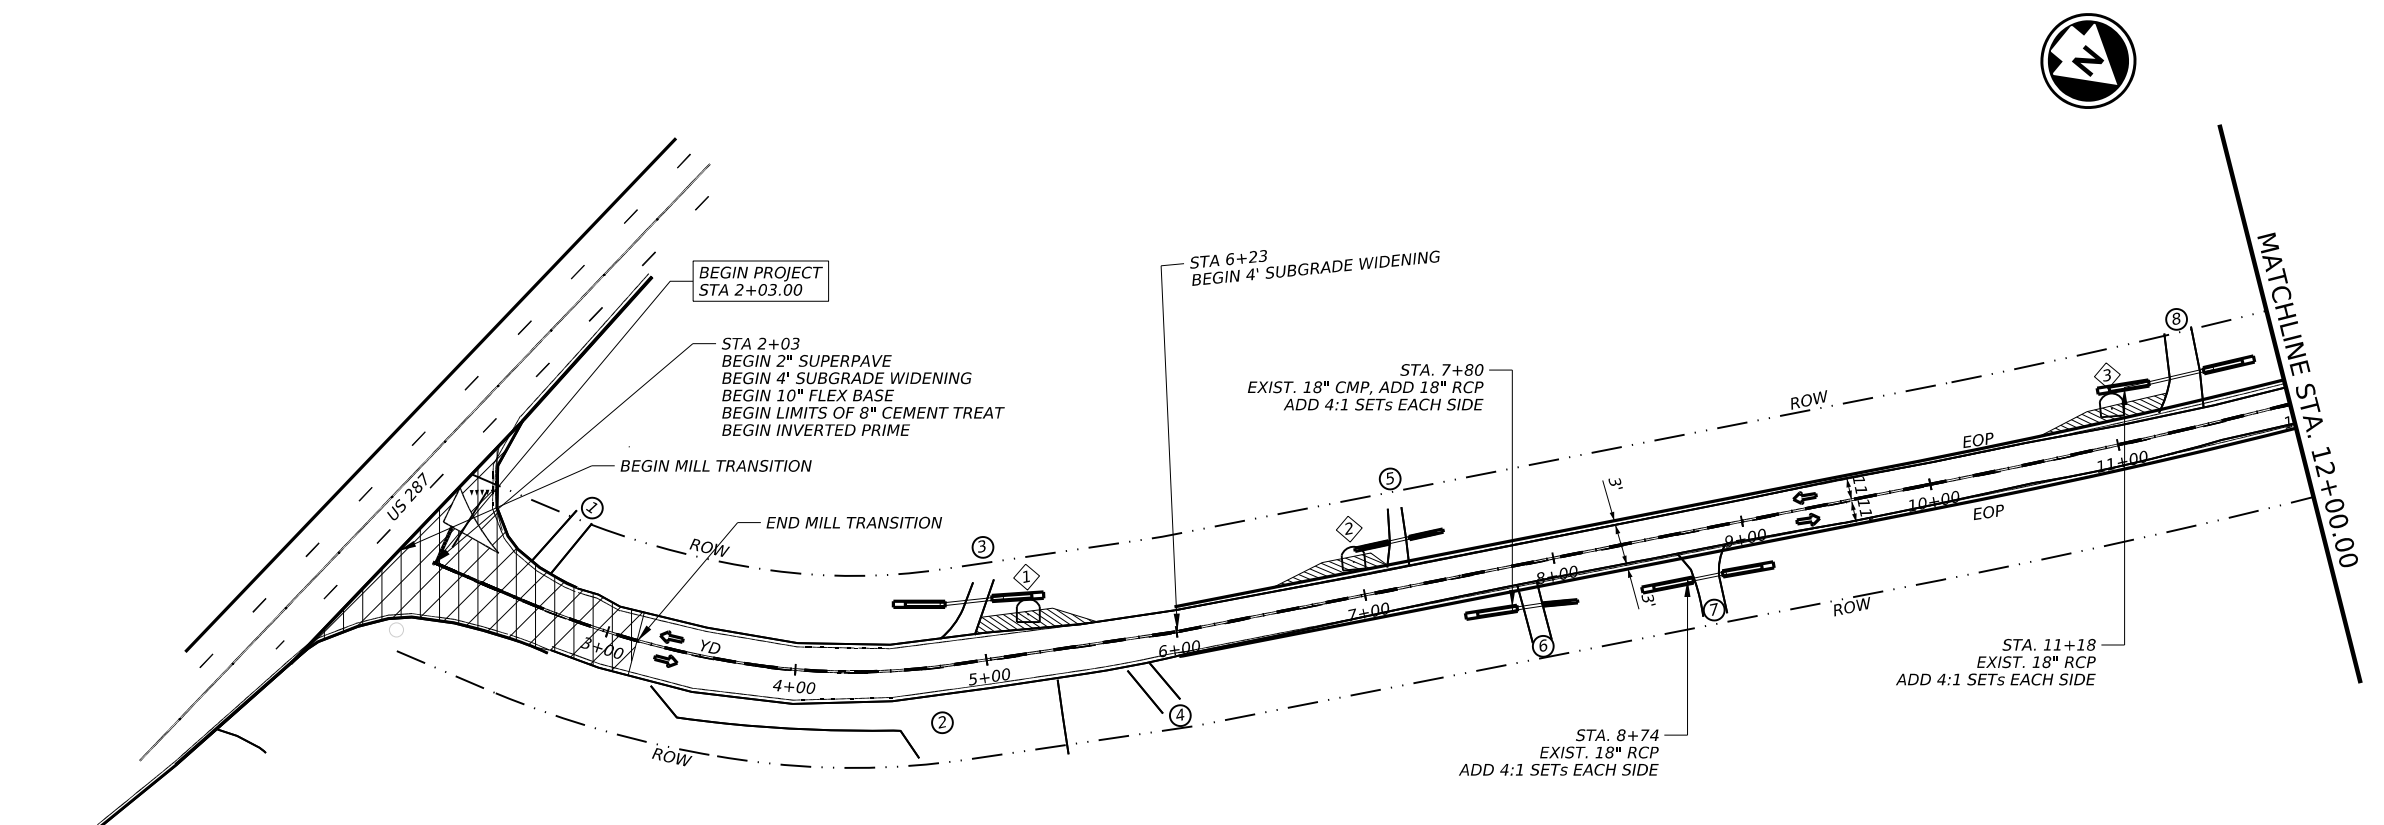 N
BEGIN PROJECT
STA 2+03.00
STA 2+03
BEGIN 2" SUPERPAVE
BEGIN 4' SUBGRADE WIDENING
BEGIN 10" FLEX BASE
BEGIN LIMITS OF 8" CEMENT TREAT
BEGIN INVERTED PRIME
BEGIN MILL TRANSITION
END MILL TRANSITION
US 287
STA 6+23
BEGIN 4' SUBGRADE WIDENING
STA. 7+80
EXIST. 18" CMP, ADD 18" RCP
ADD 4:1 SETs EACH SIDE
MATCHLINE STA. 12+00.00
ROW
ROW
ROW
ROW
EOP
EOP
1
2
3
4
5
6
7
8
1
2
3
3'
3'
11'
11'
YD
3+00
4+00
5+00
6+00
7+00
8+00
9+00
10+00
11+00
1
STA. 11+18
EXIST. 18" RCP
ADD 4:1 SETs EACH SIDE
STA. 8+74
EXIST. 18" RCP
ADD 4:1 SETs EACH SIDE